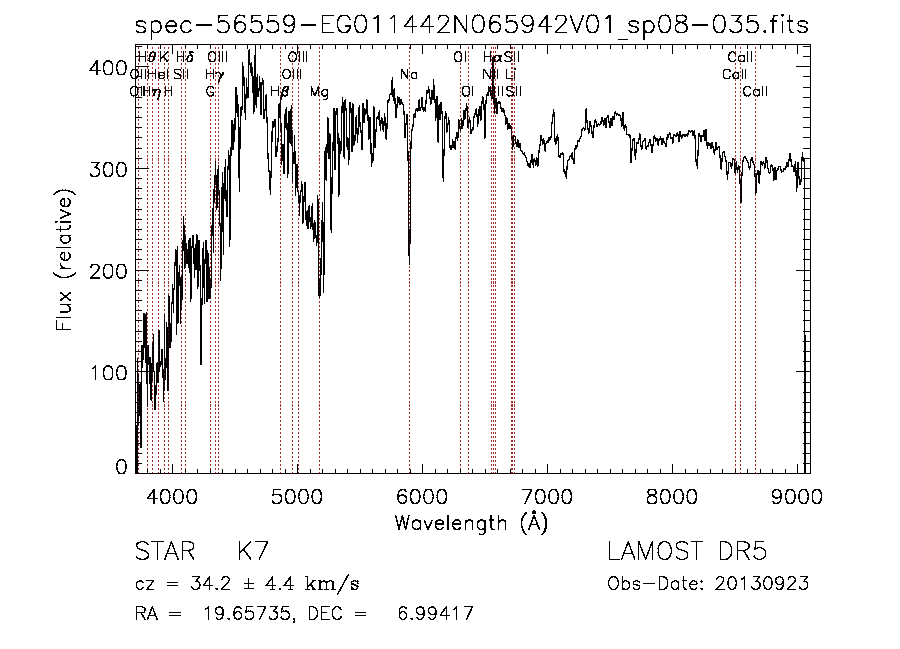 spec-56559-EG011442N065942V01_sp08-035.fits
Hθ K Hδ OIII OIII OI Hα SII CaII
OII HeI SII Hγ OIII NII Li CaII
OII Hη H G Hβ Mg Na OI NII SII CaII
400
300
200
100
0
Flux (relative)
4000 5000 6000 7000 8000 9000
Wavelength (Å)
STAR K7 LAMOST DR5
cz = 34.2 ± 4.4 km/s Obs-Date: 20130923
RA = 19.65735, DEC = 6.99417